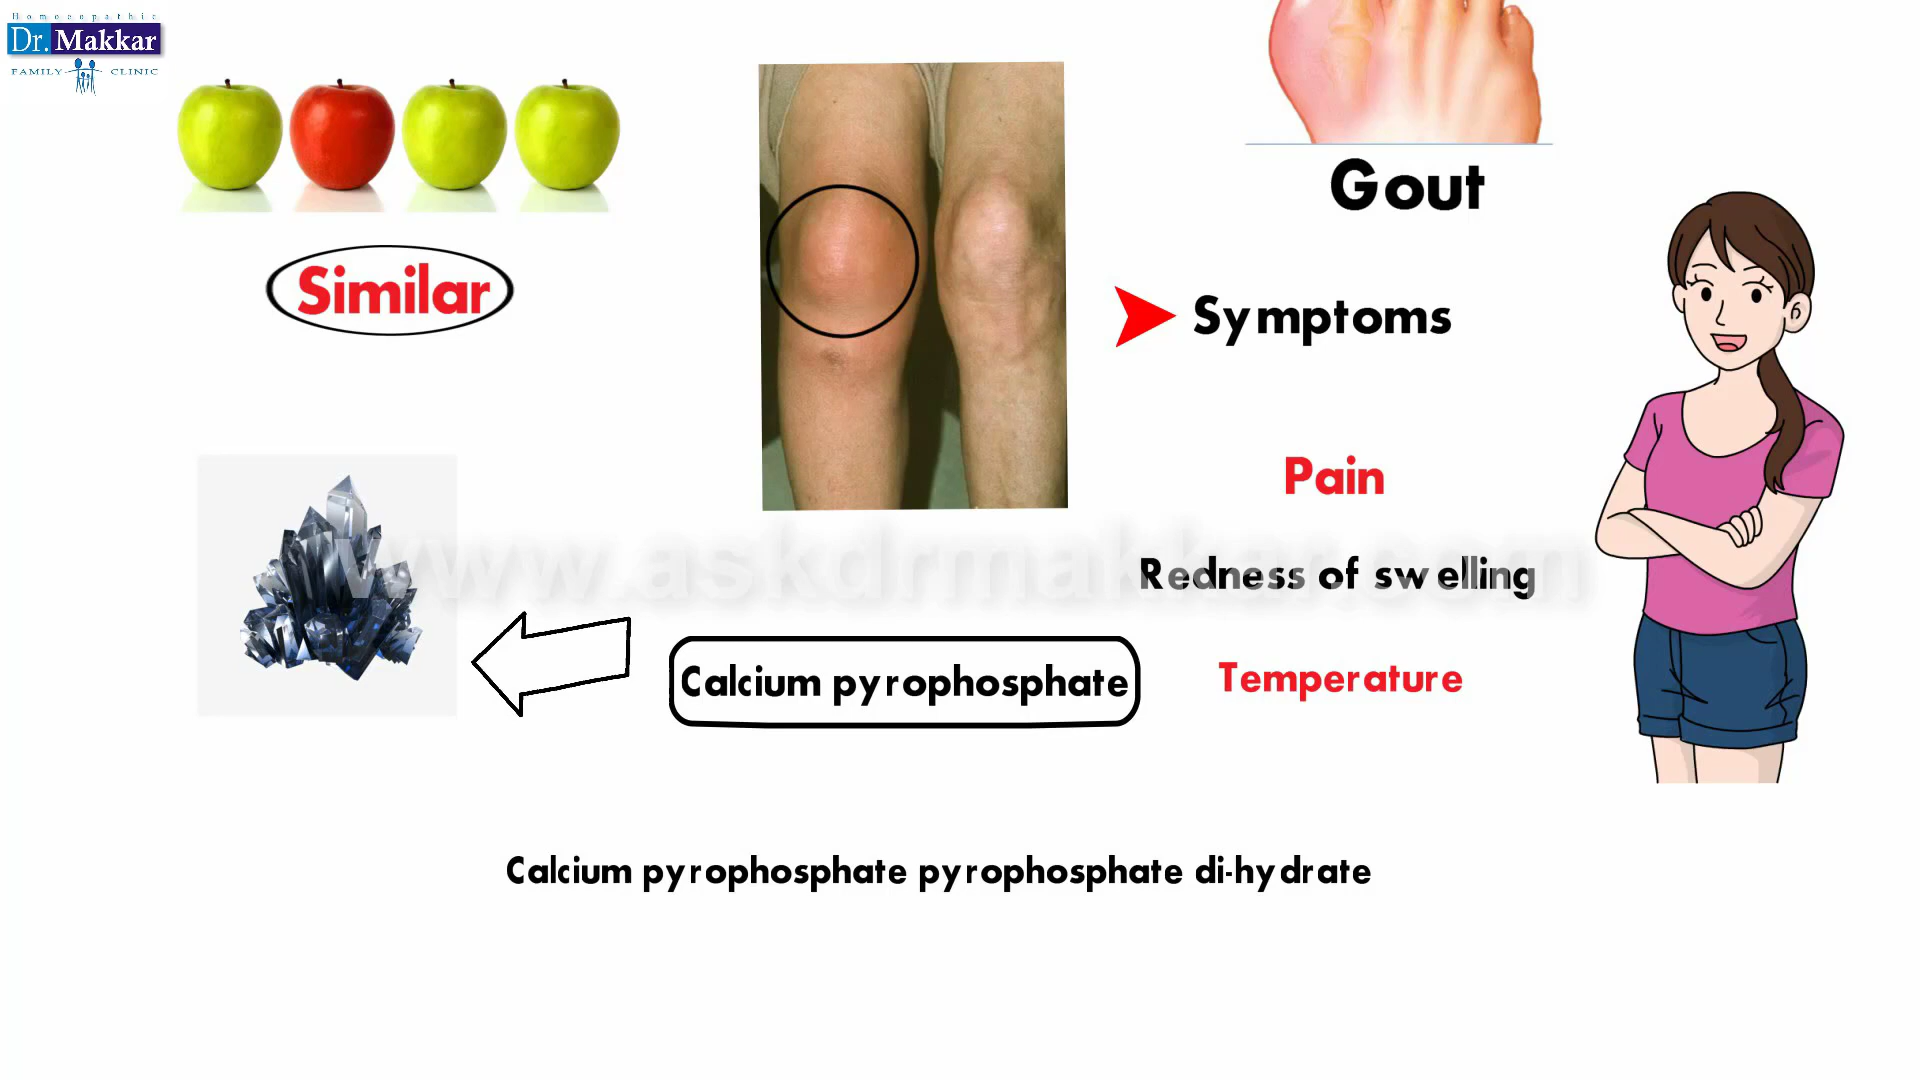 Homoeopathic
Dr. Makkar
FAMILY CLINIC
Gout
Similar
Symptoms
Pain
www.askdrmakkar.com
Redness of swelling
Calcium pyrophosphate
Temperature
Calcium pyrophosphate pyrophosphate di-hydrate